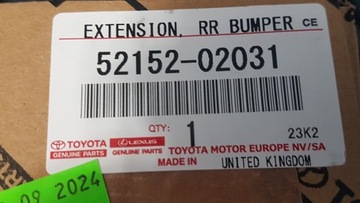 EXTENSION, RR BUMPER CE
52152-02031
QTY: 1 23K2
TOYOTA LEXUS TOYOTA MOTOR EUROPE NV/SA
GENUINE PARTS GENUINE PARTS
MADE IN UNITED KINGDOM
09 2024